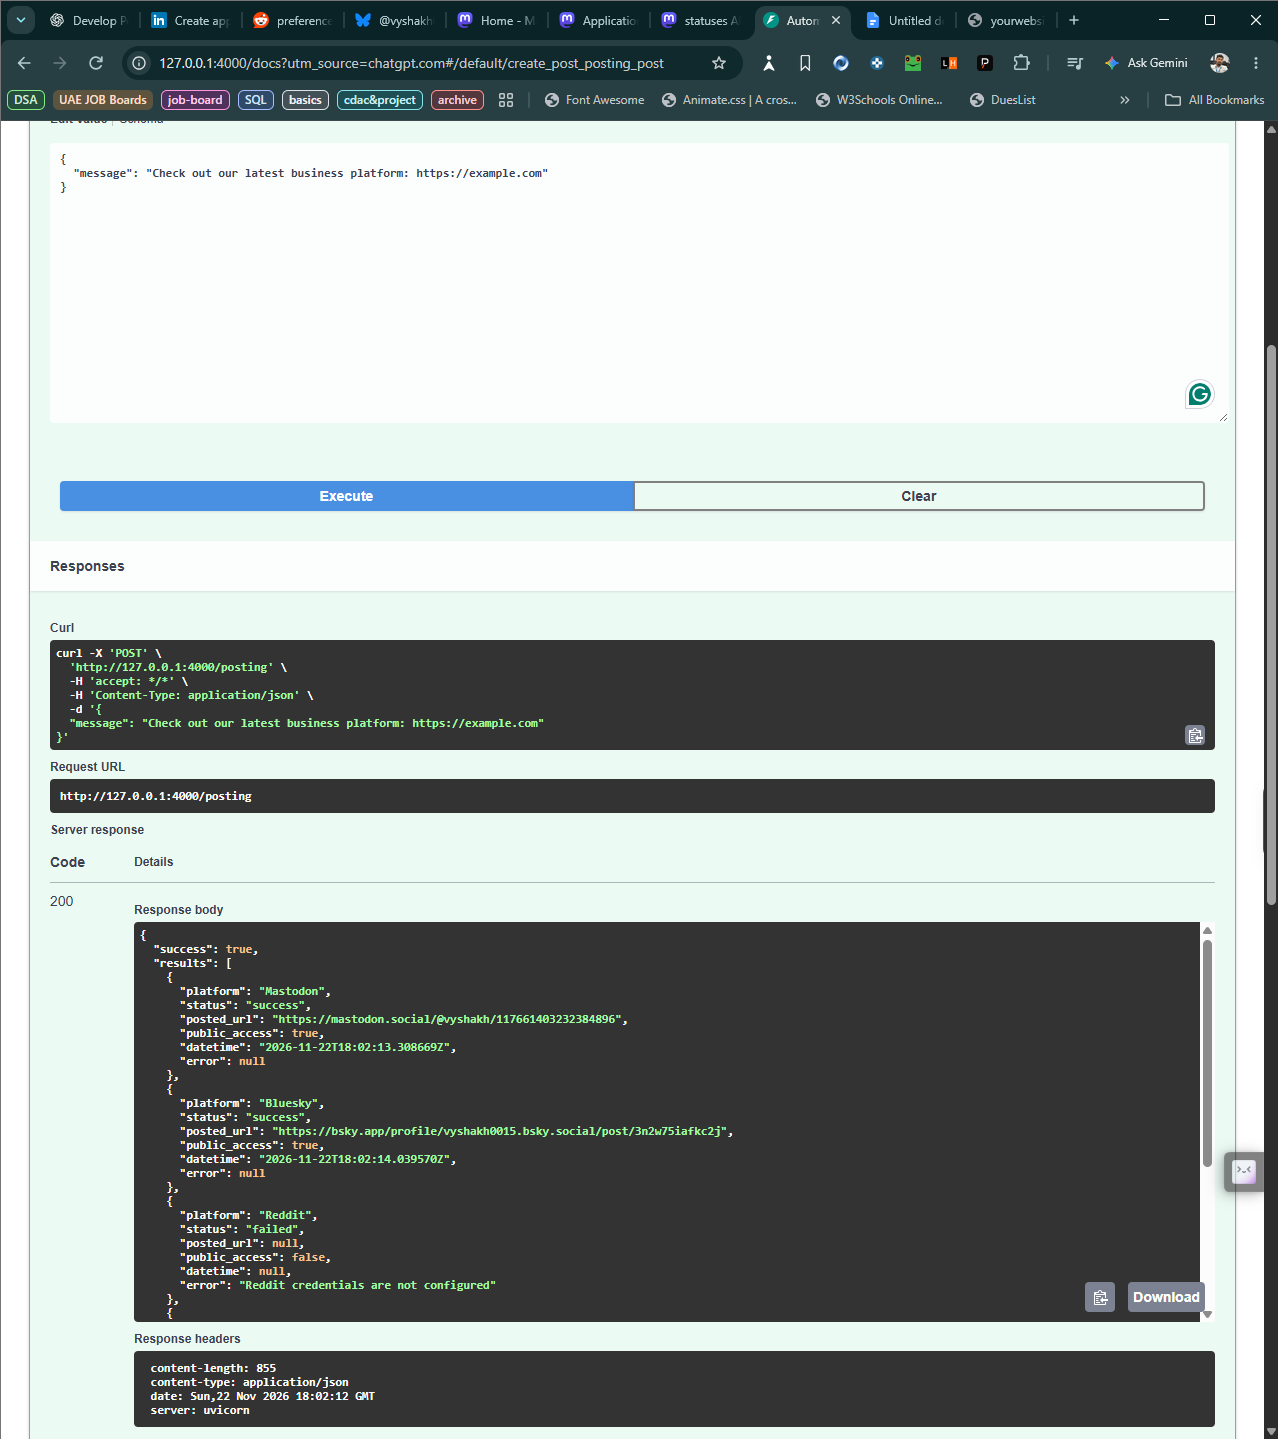 Develop P
Create ap
preference
@vyshakh
Home - M
Applicatio
statuses A
Autom
Untitled d
yourwebsi
127.0.0.1:4000/docs?utm_source=chatgpt.com#/default/create_post_posting_post
Ask Gemini
DSA
UAE JOB Boards
job-board
SQL
basics
cdac&project
archive
Font Awesome
Animate.css | A cros...
W3Schools Online...
DuesList
All Bookmarks
Edit Value | Schema
{
"message": "Check out our latest business platform: https://example.com"
}
Execute
Clear
Responses
Curl
curl -X 'POST' \
'http://127.0.0.1:4000/posting' \
-H 'accept: */*' \
-H 'Content-Type: application/json' \
-d '{
"message": "Check out our latest business platform: https://example.com"
}'
Request URL
http://127.0.0.1:4000/posting
Server response
Code
Details
200
Response body
{
"success": true,
"results": [
{
"platform": "Mastodon",
"status": "success",
"posted_url": "https://mastodon.social/@vyshakh/117661403232384896",
"public_access": true,
"datetime": "2026-11-22T18:02:13.308669Z",
"error": null
},
{
"platform": "Bluesky",
"status": "success",
"posted_url": "https://bsky.app/profile/vyshakh0015.bsky.social/post/3n2w75iafkc2j",
"public_access": true,
"datetime": "2026-11-22T18:02:14.039570Z",
"error": null
},
{
"platform": "Reddit",
"status": "failed",
"posted_url": null,
"public_access": false,
"datetime": null,
"error": "Reddit credentials are not configured"
},
{
Download
Response headers
content-length: 855
content-type: application/json
date: Sun,22 Nov 2026 18:02:12 GMT
server: uvicorn